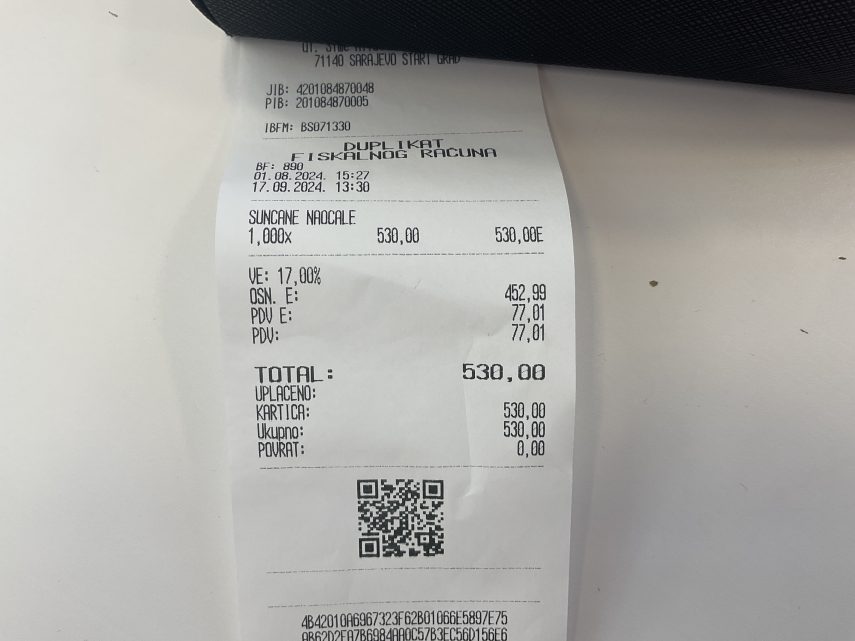 71140 SARAJEVO STARI GRAD
JIB: 4201084870048
PIB: 201084870005
IBFM: BS071330
DUPLIKAT
FISKALNOG RACUNA
BF: 890
01.08.2024. 15:27
17.09.2024. 13:30
SUNCANE NAOCALE
1,000x 530,00 530,00E
VE: 17,00%
OSN. E: 452,99
PDV E: 77,01
PDV: 77,01
TOTAL: 530,00
UPLACENO:
KARTICA: 530,00
Ukupno: 530,00
POVRAT: 0,00
4B42010A6967323F62B01066E5897E75